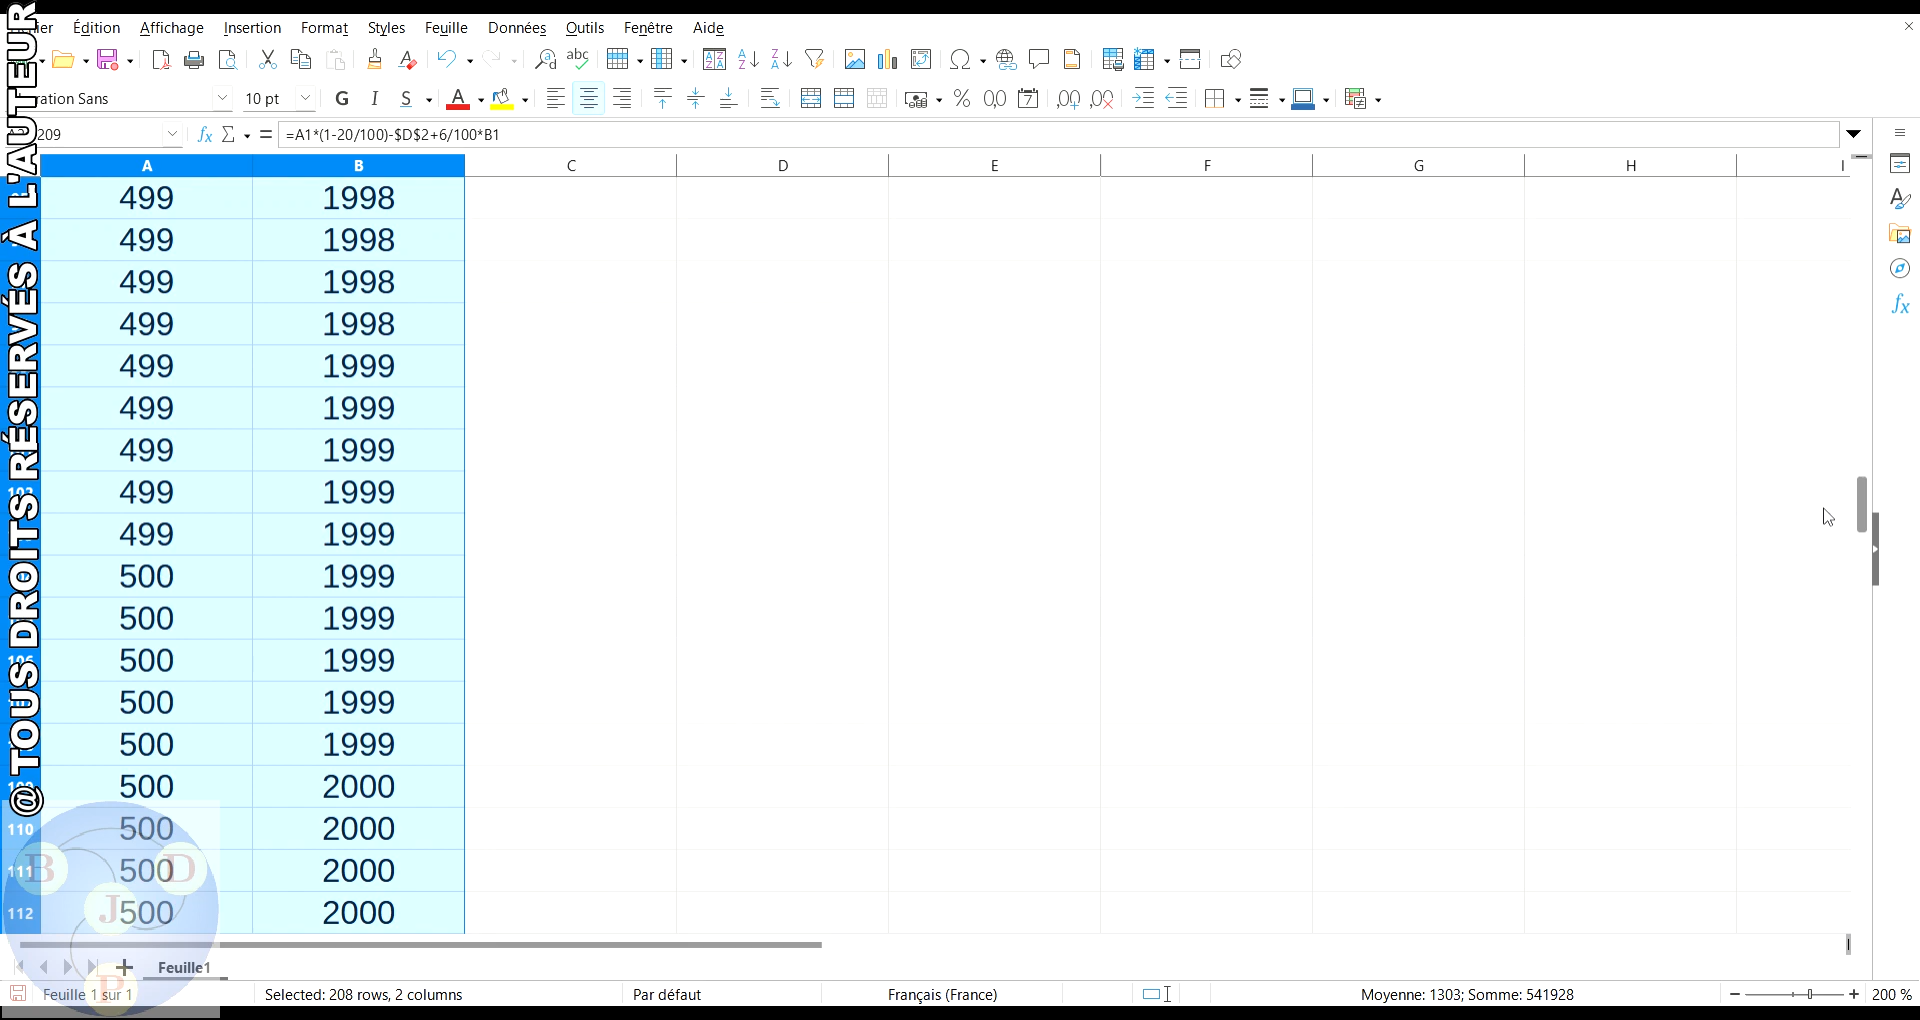 ier Édition Affichage Insertion Format Styles Feuille Données Outils Fenêtre Aide
ration Sans 10 pt G I S A
209 fx Σ = =A1*(1-20/100)-$D$2+6/100*B1
A B C D E F G H I
499 1998
499 1998
499 1998
499 1998
499 1999
499 1999
499 1999
499 1999
499 1999
500 1999
500 1999
106 500 1999
500 1999
500 1999
500 2000
110 500 2000
111 500 2000
112 500 2000
@ TOUS DROITS RÉSERVÉS À L'AUTEUR
B D
J
P
Feuille1
Feuille 1 sur 1 Selected: 208 rows, 2 columns Par défaut Français (France) Moyenne: 1303; Somme: 541928 200 %